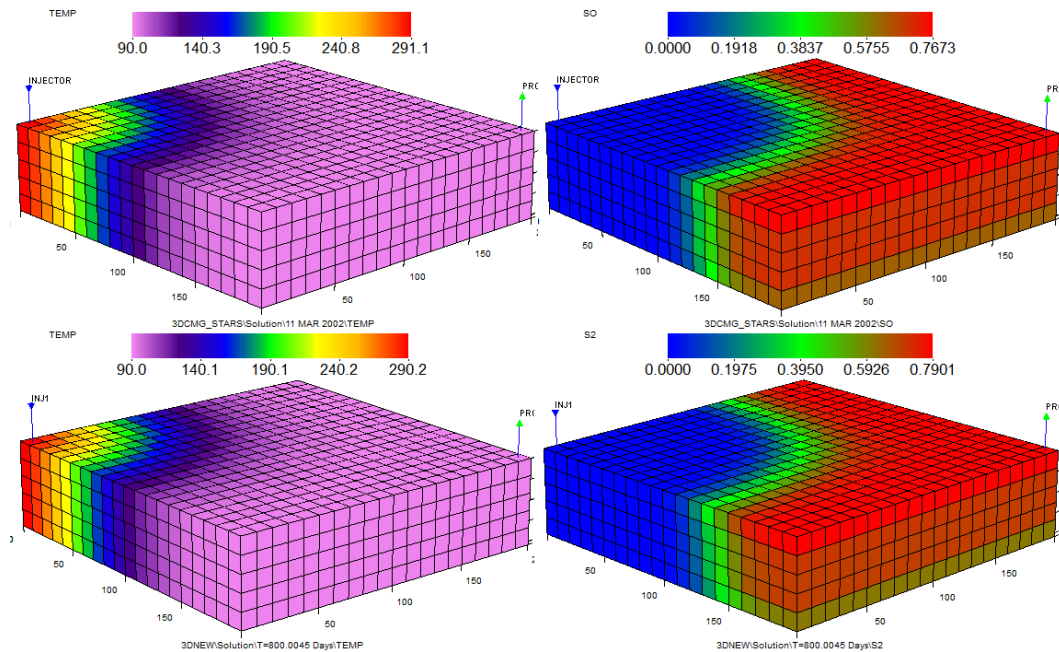 TEMP
90.0 140.3 190.5 240.8 291.1
INJECTOR
PRO
50
100
150
50
100
150
3DCMG_STARS\Solution\11 MAR 2002\TEMP
SO
0.0000 0.1918 0.3837 0.5755 0.7673
INJECTOR
PR
50
100
150
50
100
150
3DCMG_STARS\Solution\11 MAR 2002\SO
TEMP
90.0 140.1 190.1 240.2 290.2
INJ1
PRO
50
100
150
50
100
150
3DNEW\Solution\T=800.0045 Days\TEMP
S2
0.0000 0.1975 0.3950 0.5926 0.7901
INJ1
PR
50
100
150
50
100
150
3DNEW\Solution\T=800.0045 Days\S2